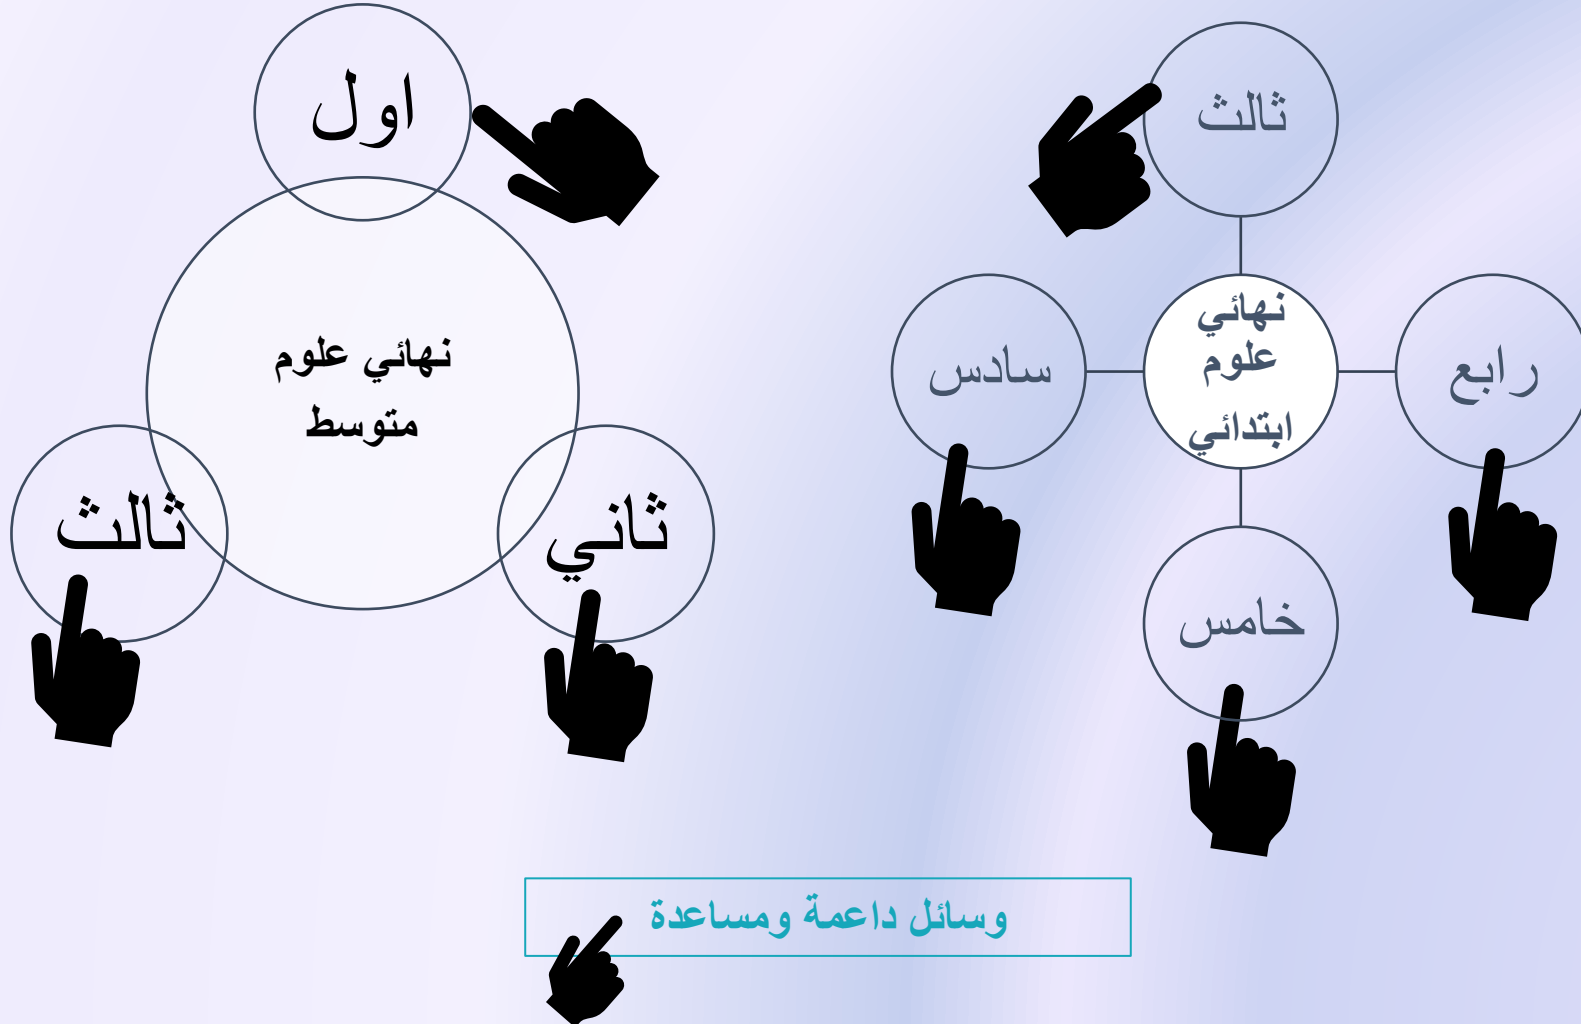 ثالث
نهائي
علوم
ابتدائي
رابع
خامس
سادس
اول
نهائي علوم
متوسط
ثاني
ثالث
وسائل داعمة ومساعدة